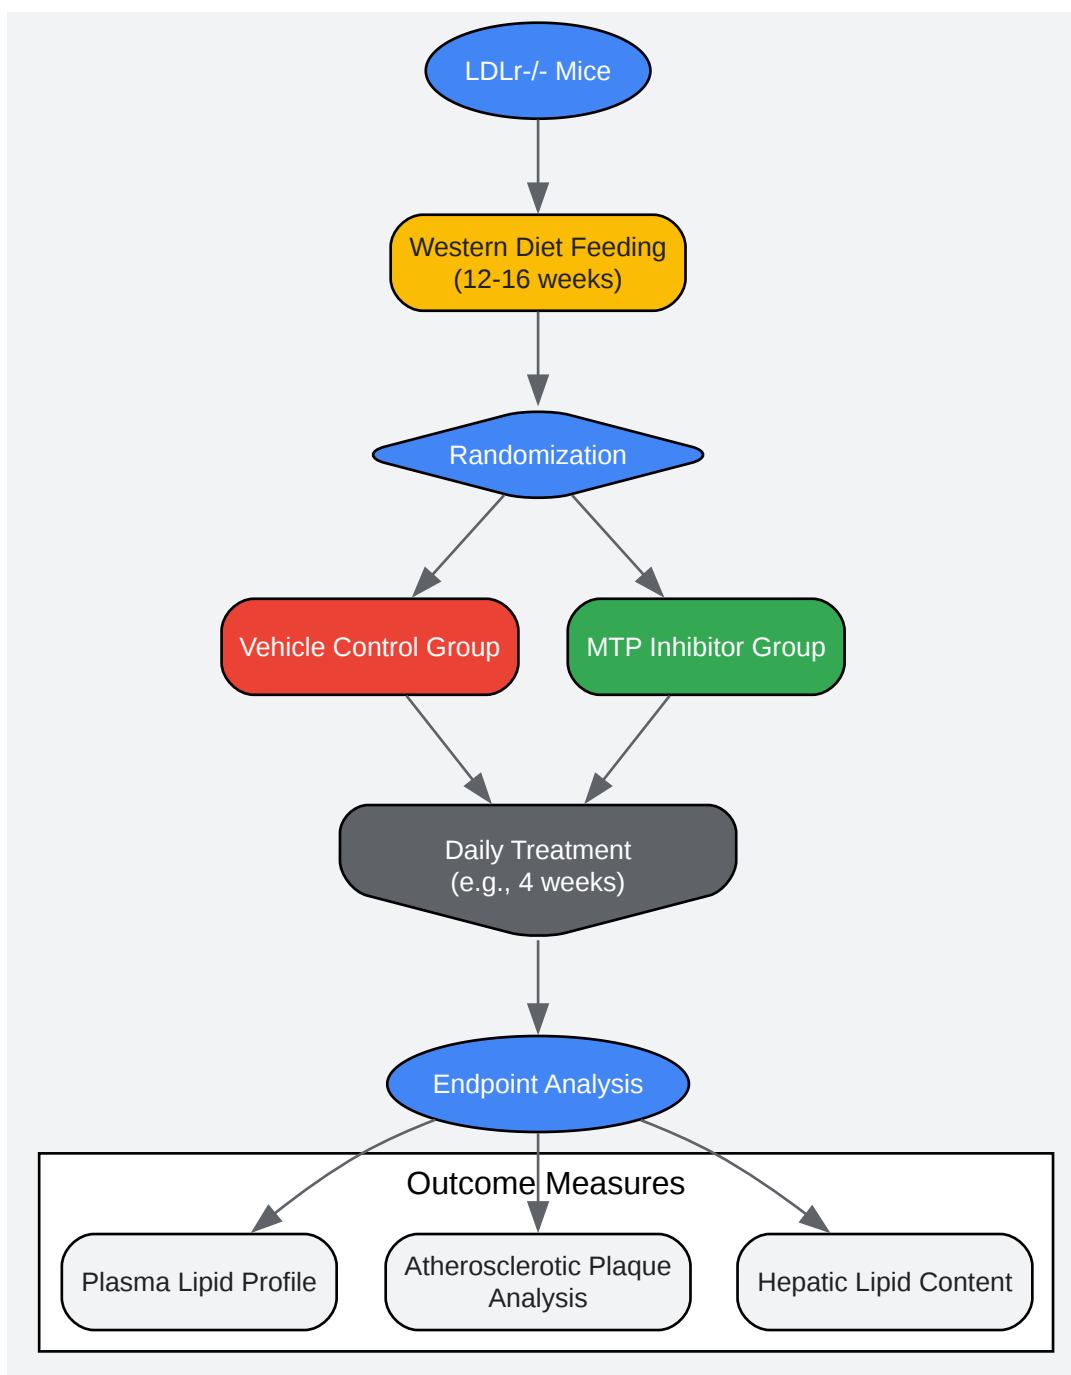 LDLr-/- Mice
Western Diet Feeding
(12-16 weeks)
Randomization
Vehicle Control Group
MTP Inhibitor Group
Daily Treatment
(e.g., 4 weeks)
Endpoint Analysis
Outcome Measures
Plasma Lipid Profile
Atherosclerotic Plaque
Analysis
Hepatic Lipid Content